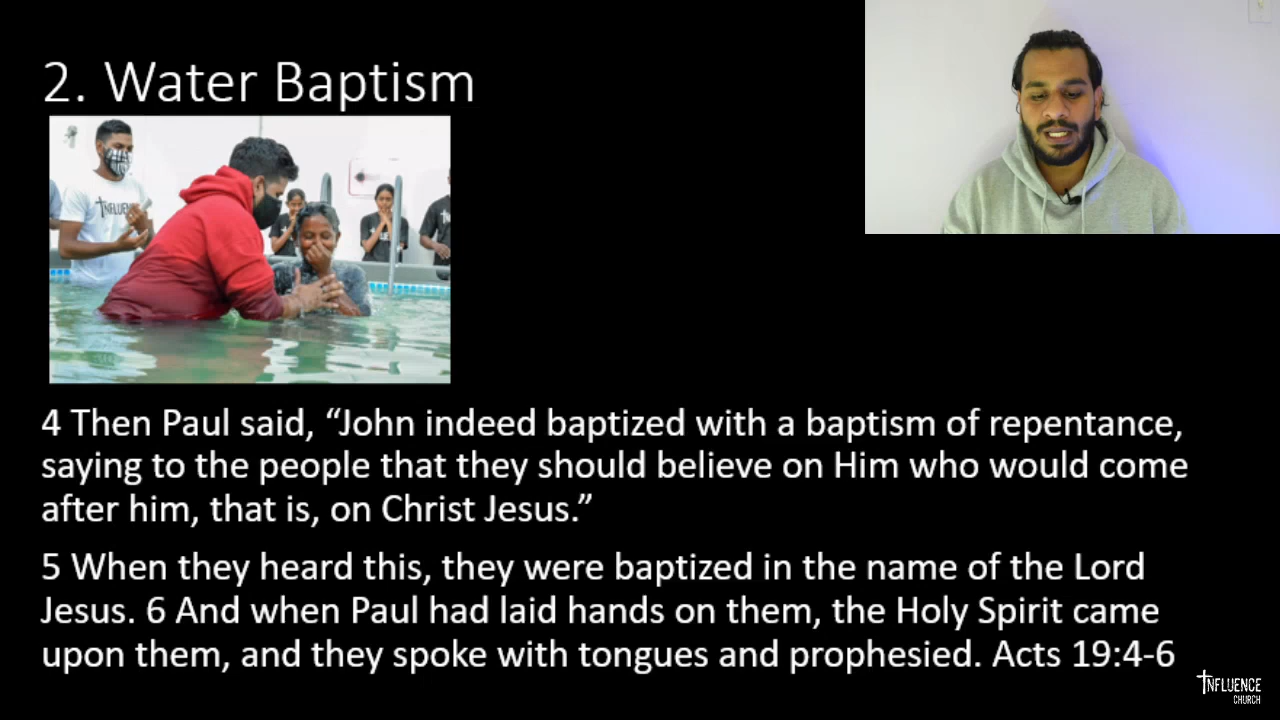 2. Water Baptism
INFLUENCE
4 Then Paul said, “John indeed baptized with a baptism of repentance,
saying to the people that they should believe on Him who would come
after him, that is, on Christ Jesus.”
5 When they heard this, they were baptized in the name of the Lord
Jesus. 6 And when Paul had laid hands on them, the Holy Spirit came
upon them, and they spoke with tongues and prophesied. Acts 19:4-6
INFLUENCE
CHURCH